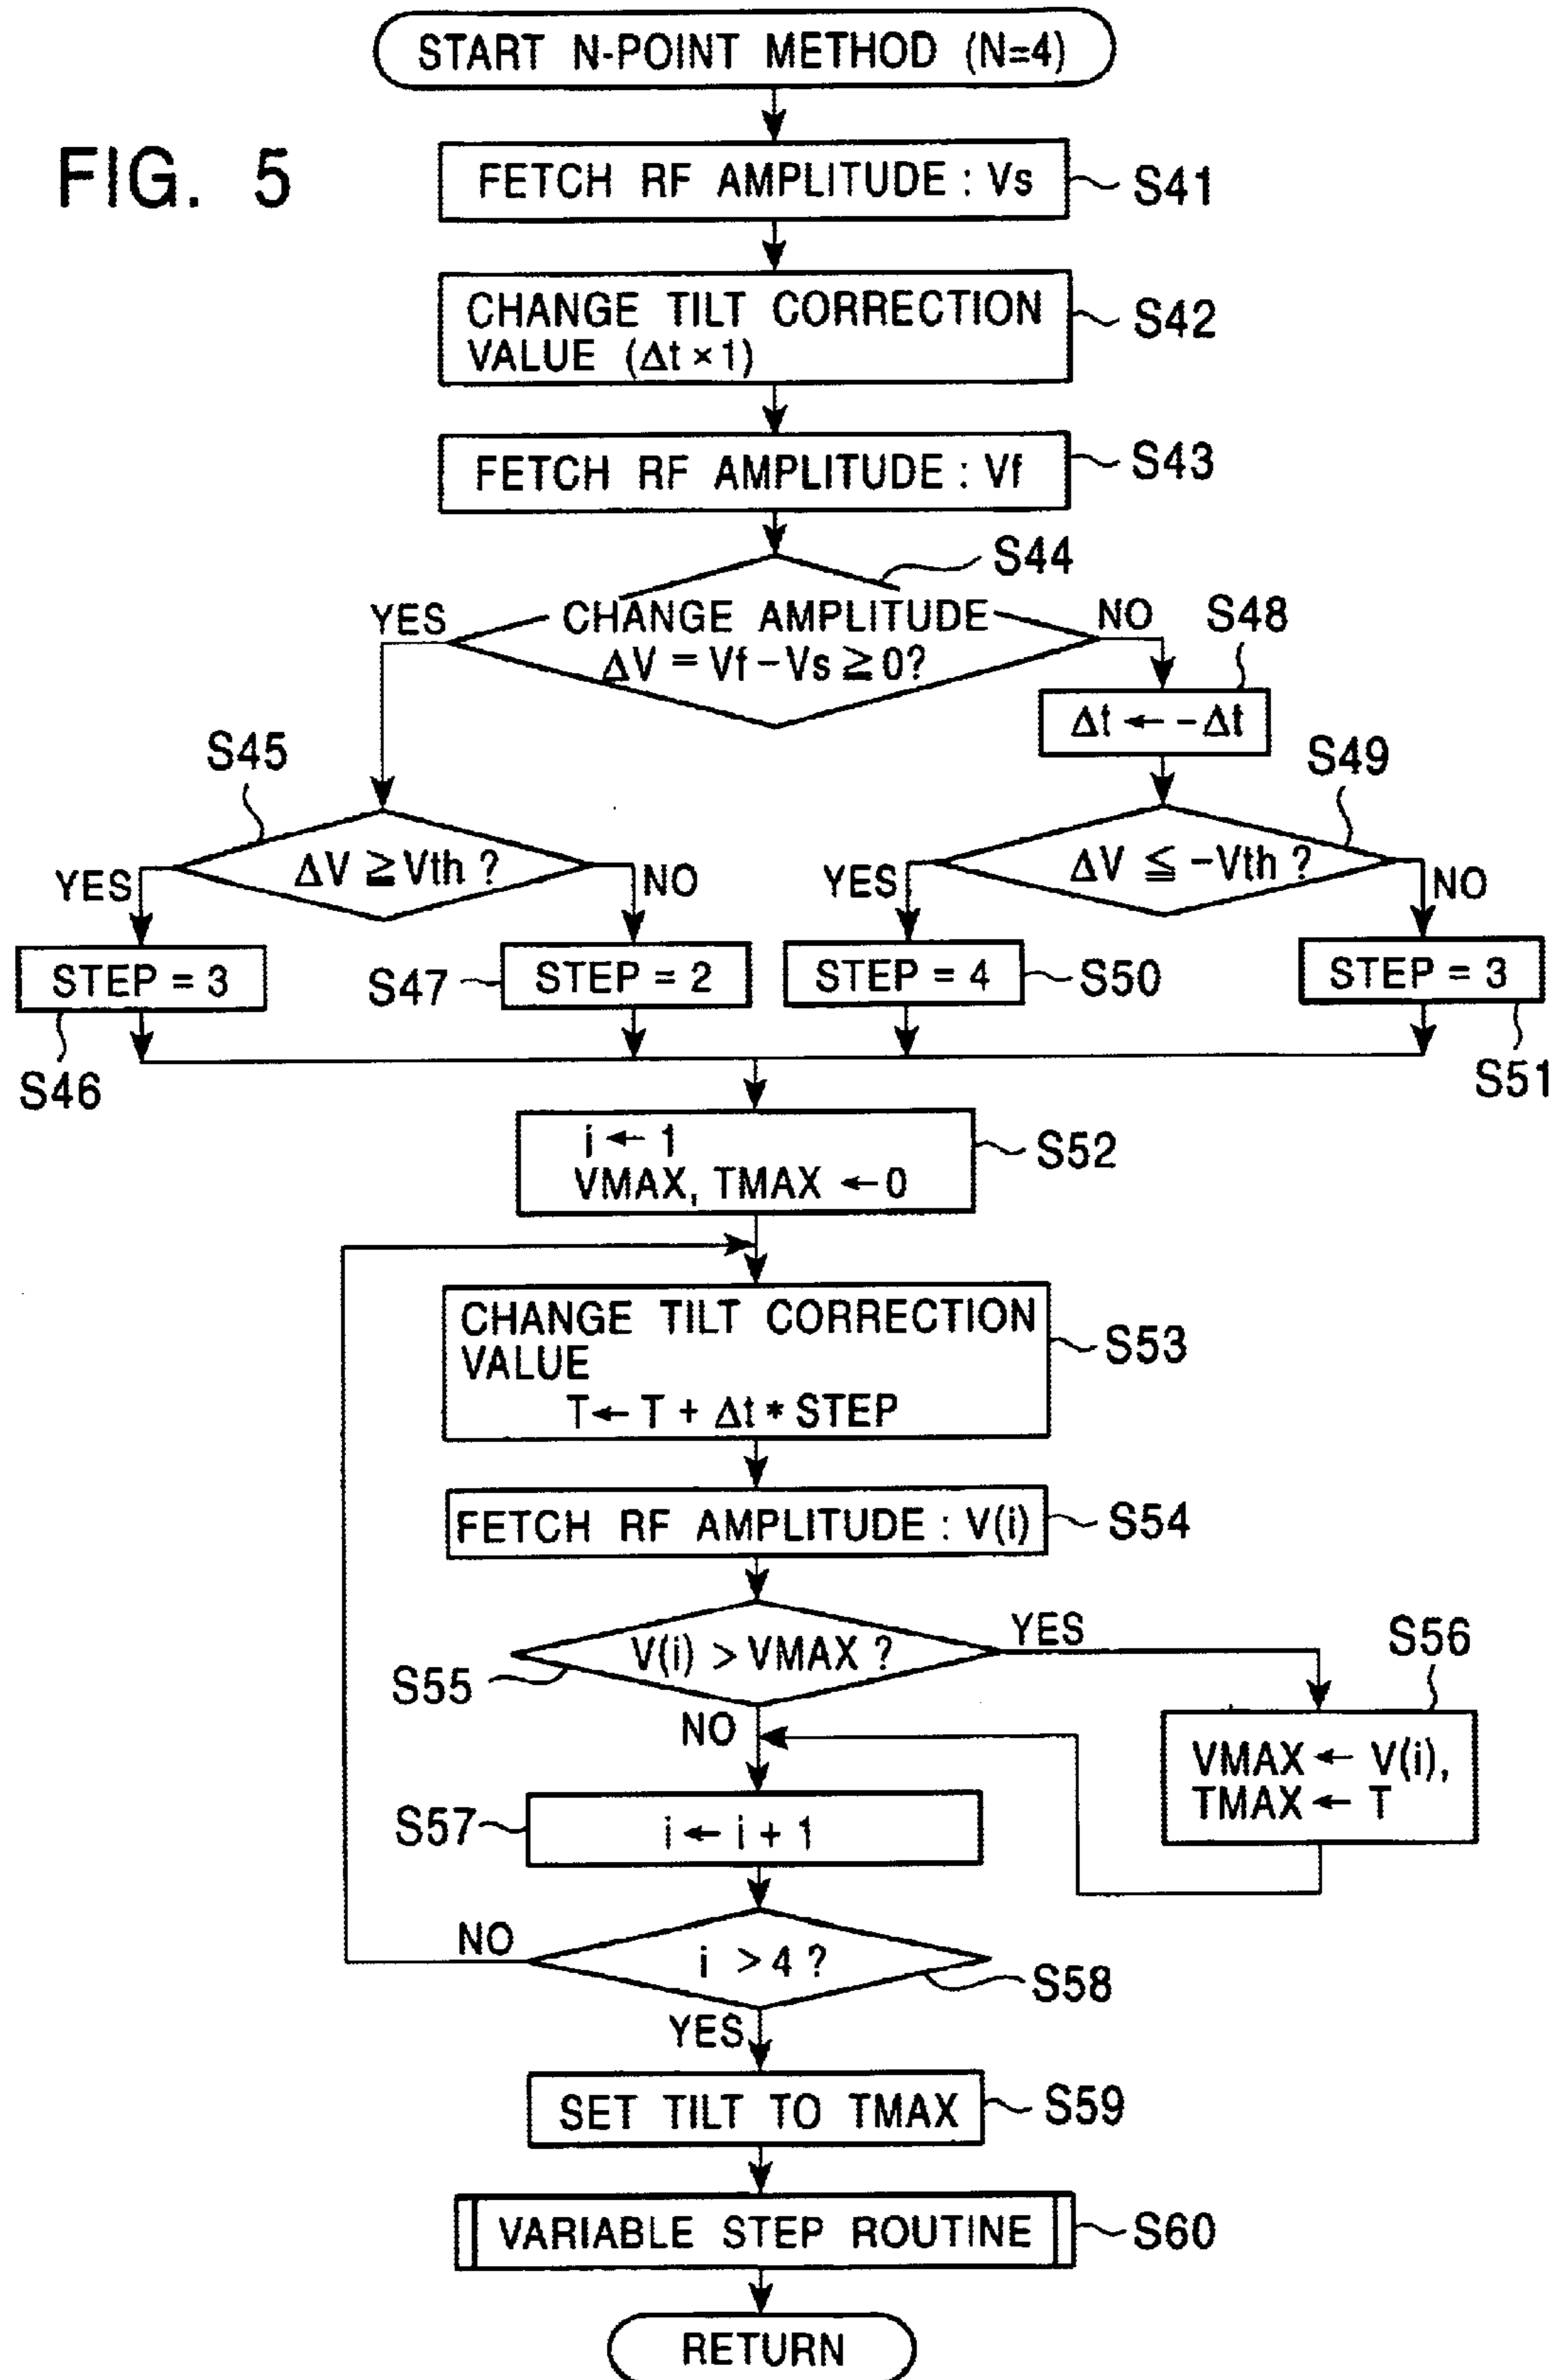 START N-POINT METHOD (N=4)
FIG. 5
FETCH RF AMPLITUDE : Vs
S41
CHANGE TILT CORRECTION
VALUE (Δt × 1)
S42
FETCH RF AMPLITUDE : Vf
S43
S44
CHANGE AMPLITUDE
ΔV = Vf − Vs ≧ 0?
YES
NO
S48
Δt ← −Δt
S45
ΔV ≧ Vth ?
YES
NO
S49
ΔV ≦ −Vth ?
YES
NO
STEP = 3
S46
S47
STEP = 2
STEP = 4
S50
STEP = 3
S51
i ← 1
VMAX, TMAX ← 0
S52
CHANGE TILT CORRECTION
VALUE
T ← T + Δt * STEP
S53
FETCH RF AMPLITUDE : V(i)
S54
V(i) > VMAX ?
S55
YES
NO
S56
VMAX ← V(i),
TMAX ← T
S57
i ← i + 1
NO
i > 4 ?
S58
YES
SET TILT TO TMAX
S59
VARIABLE STEP ROUTINE
S60
RETURN